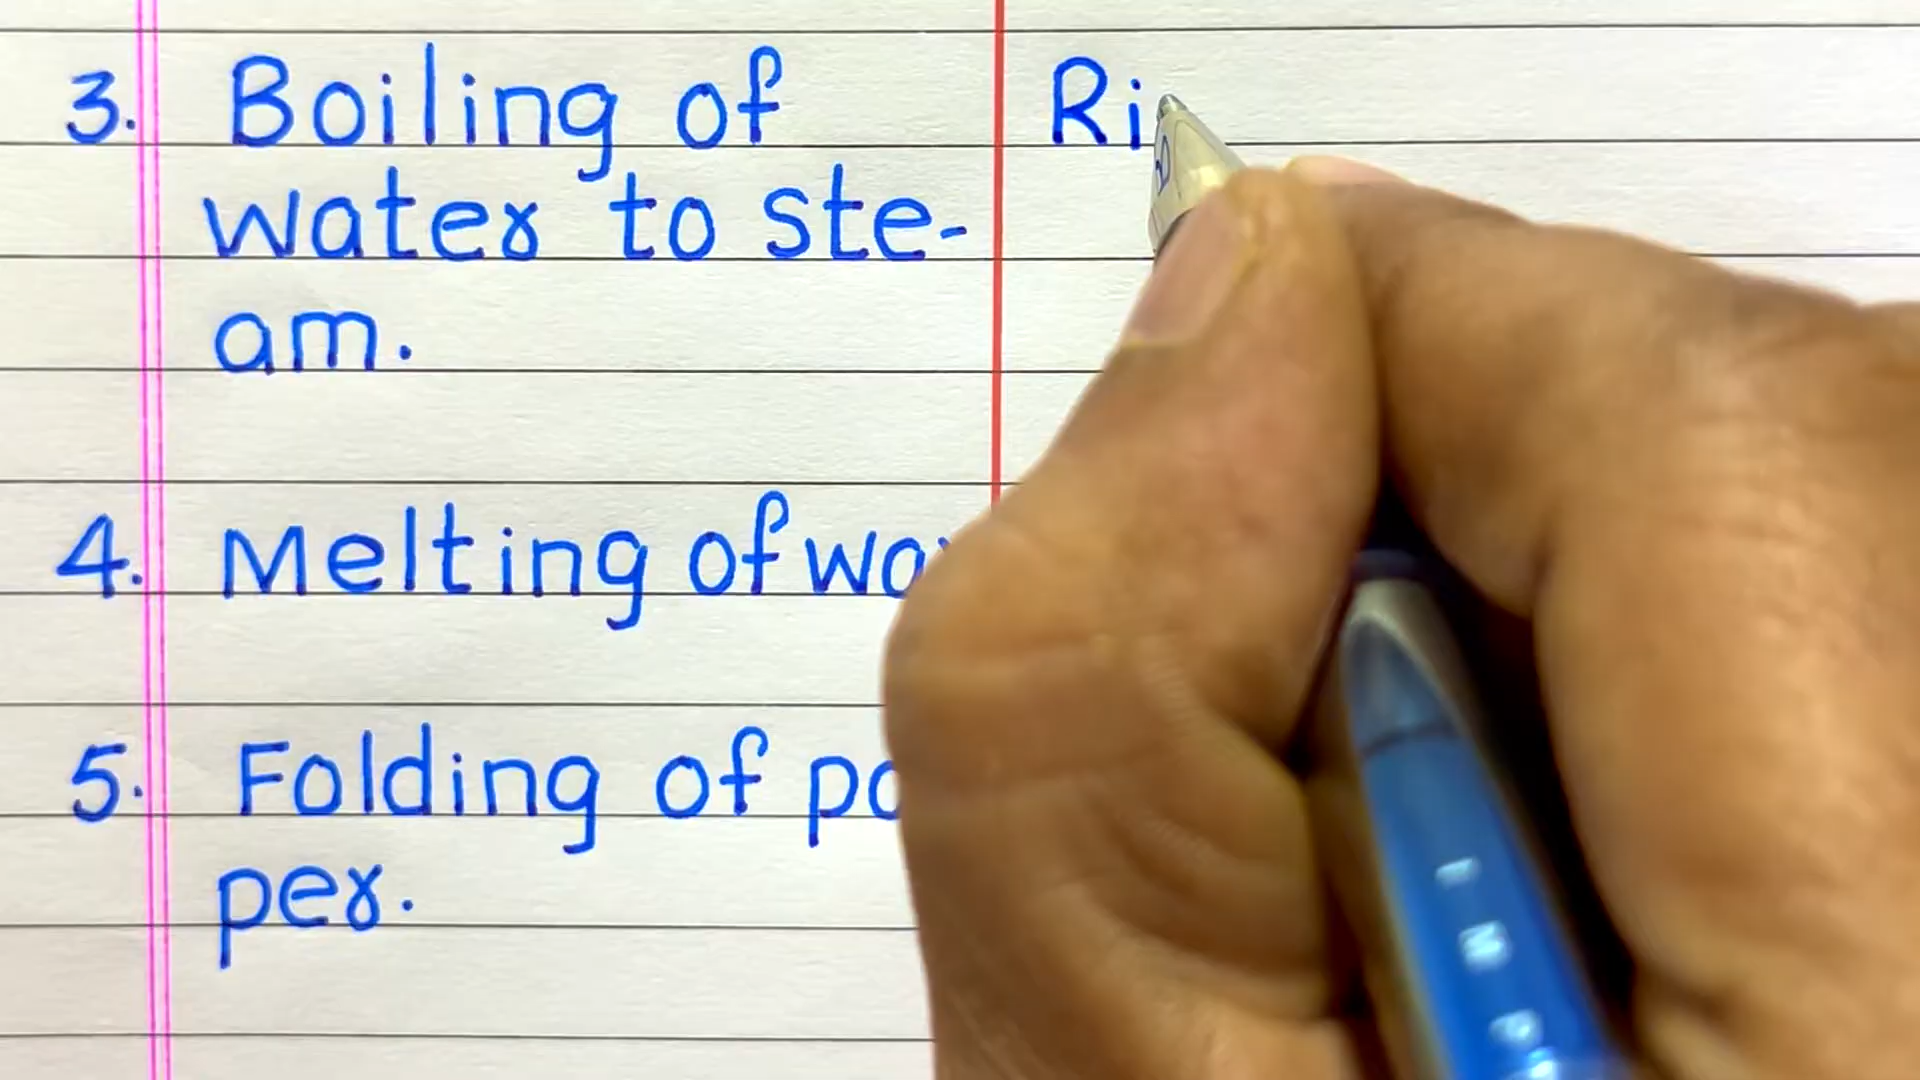 3. Boiling of
water to ste-
am.
Ri
4. Melting of
5. Folding of
per.